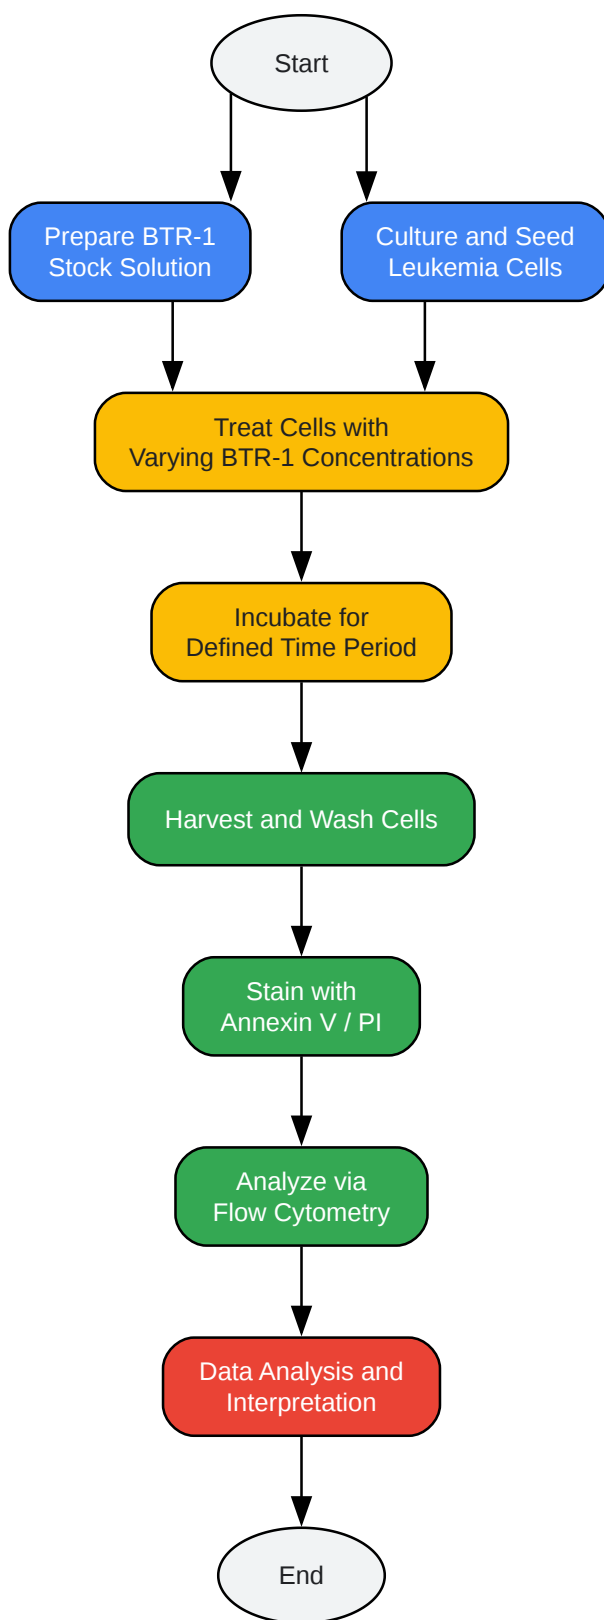 Start
Prepare BTR-1
Stock Solution
Culture and Seed
Leukemia Cells
Treat Cells with
Varying BTR-1 Concentrations
Incubate for
Defined Time Period
Harvest and Wash Cells
Stain with
Annexin V / PI
Analyze via
Flow Cytometry
Data Analysis and
Interpretation
End